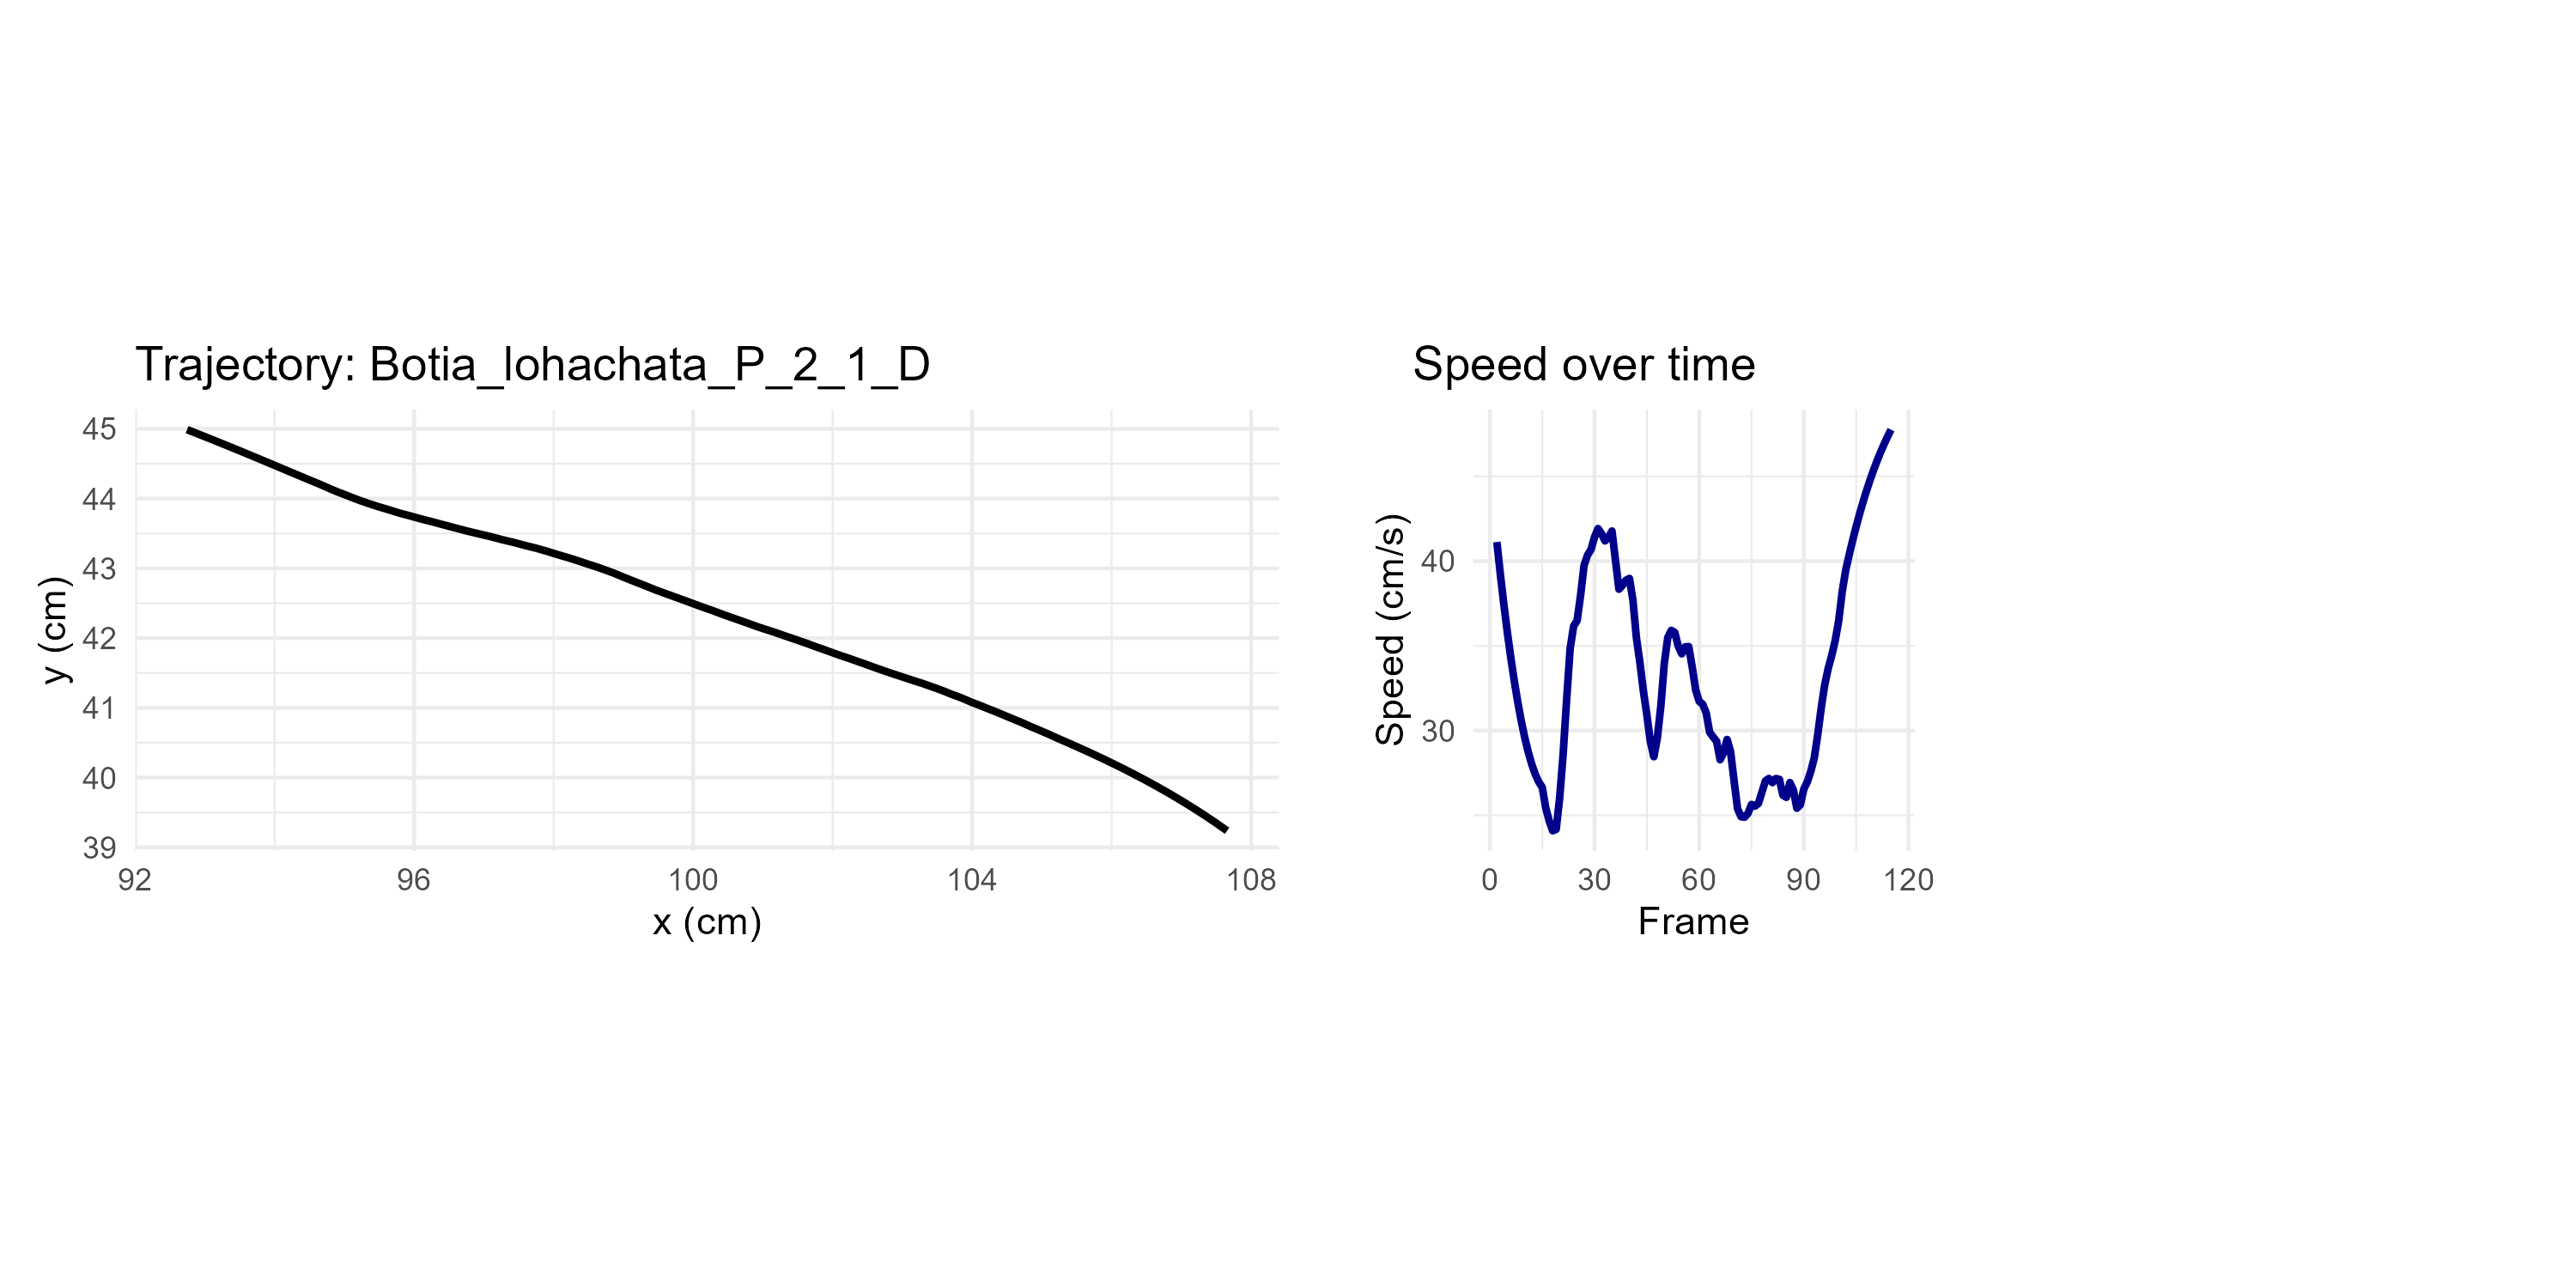 Trajectory: Botia_lohachata_P_2_1_D
45
44
43
42
41
40
39
y (cm)
92 96 100 104 108
x (cm)
Speed over time
40
30
Speed (cm/s)
0 30 60 90 120
Frame